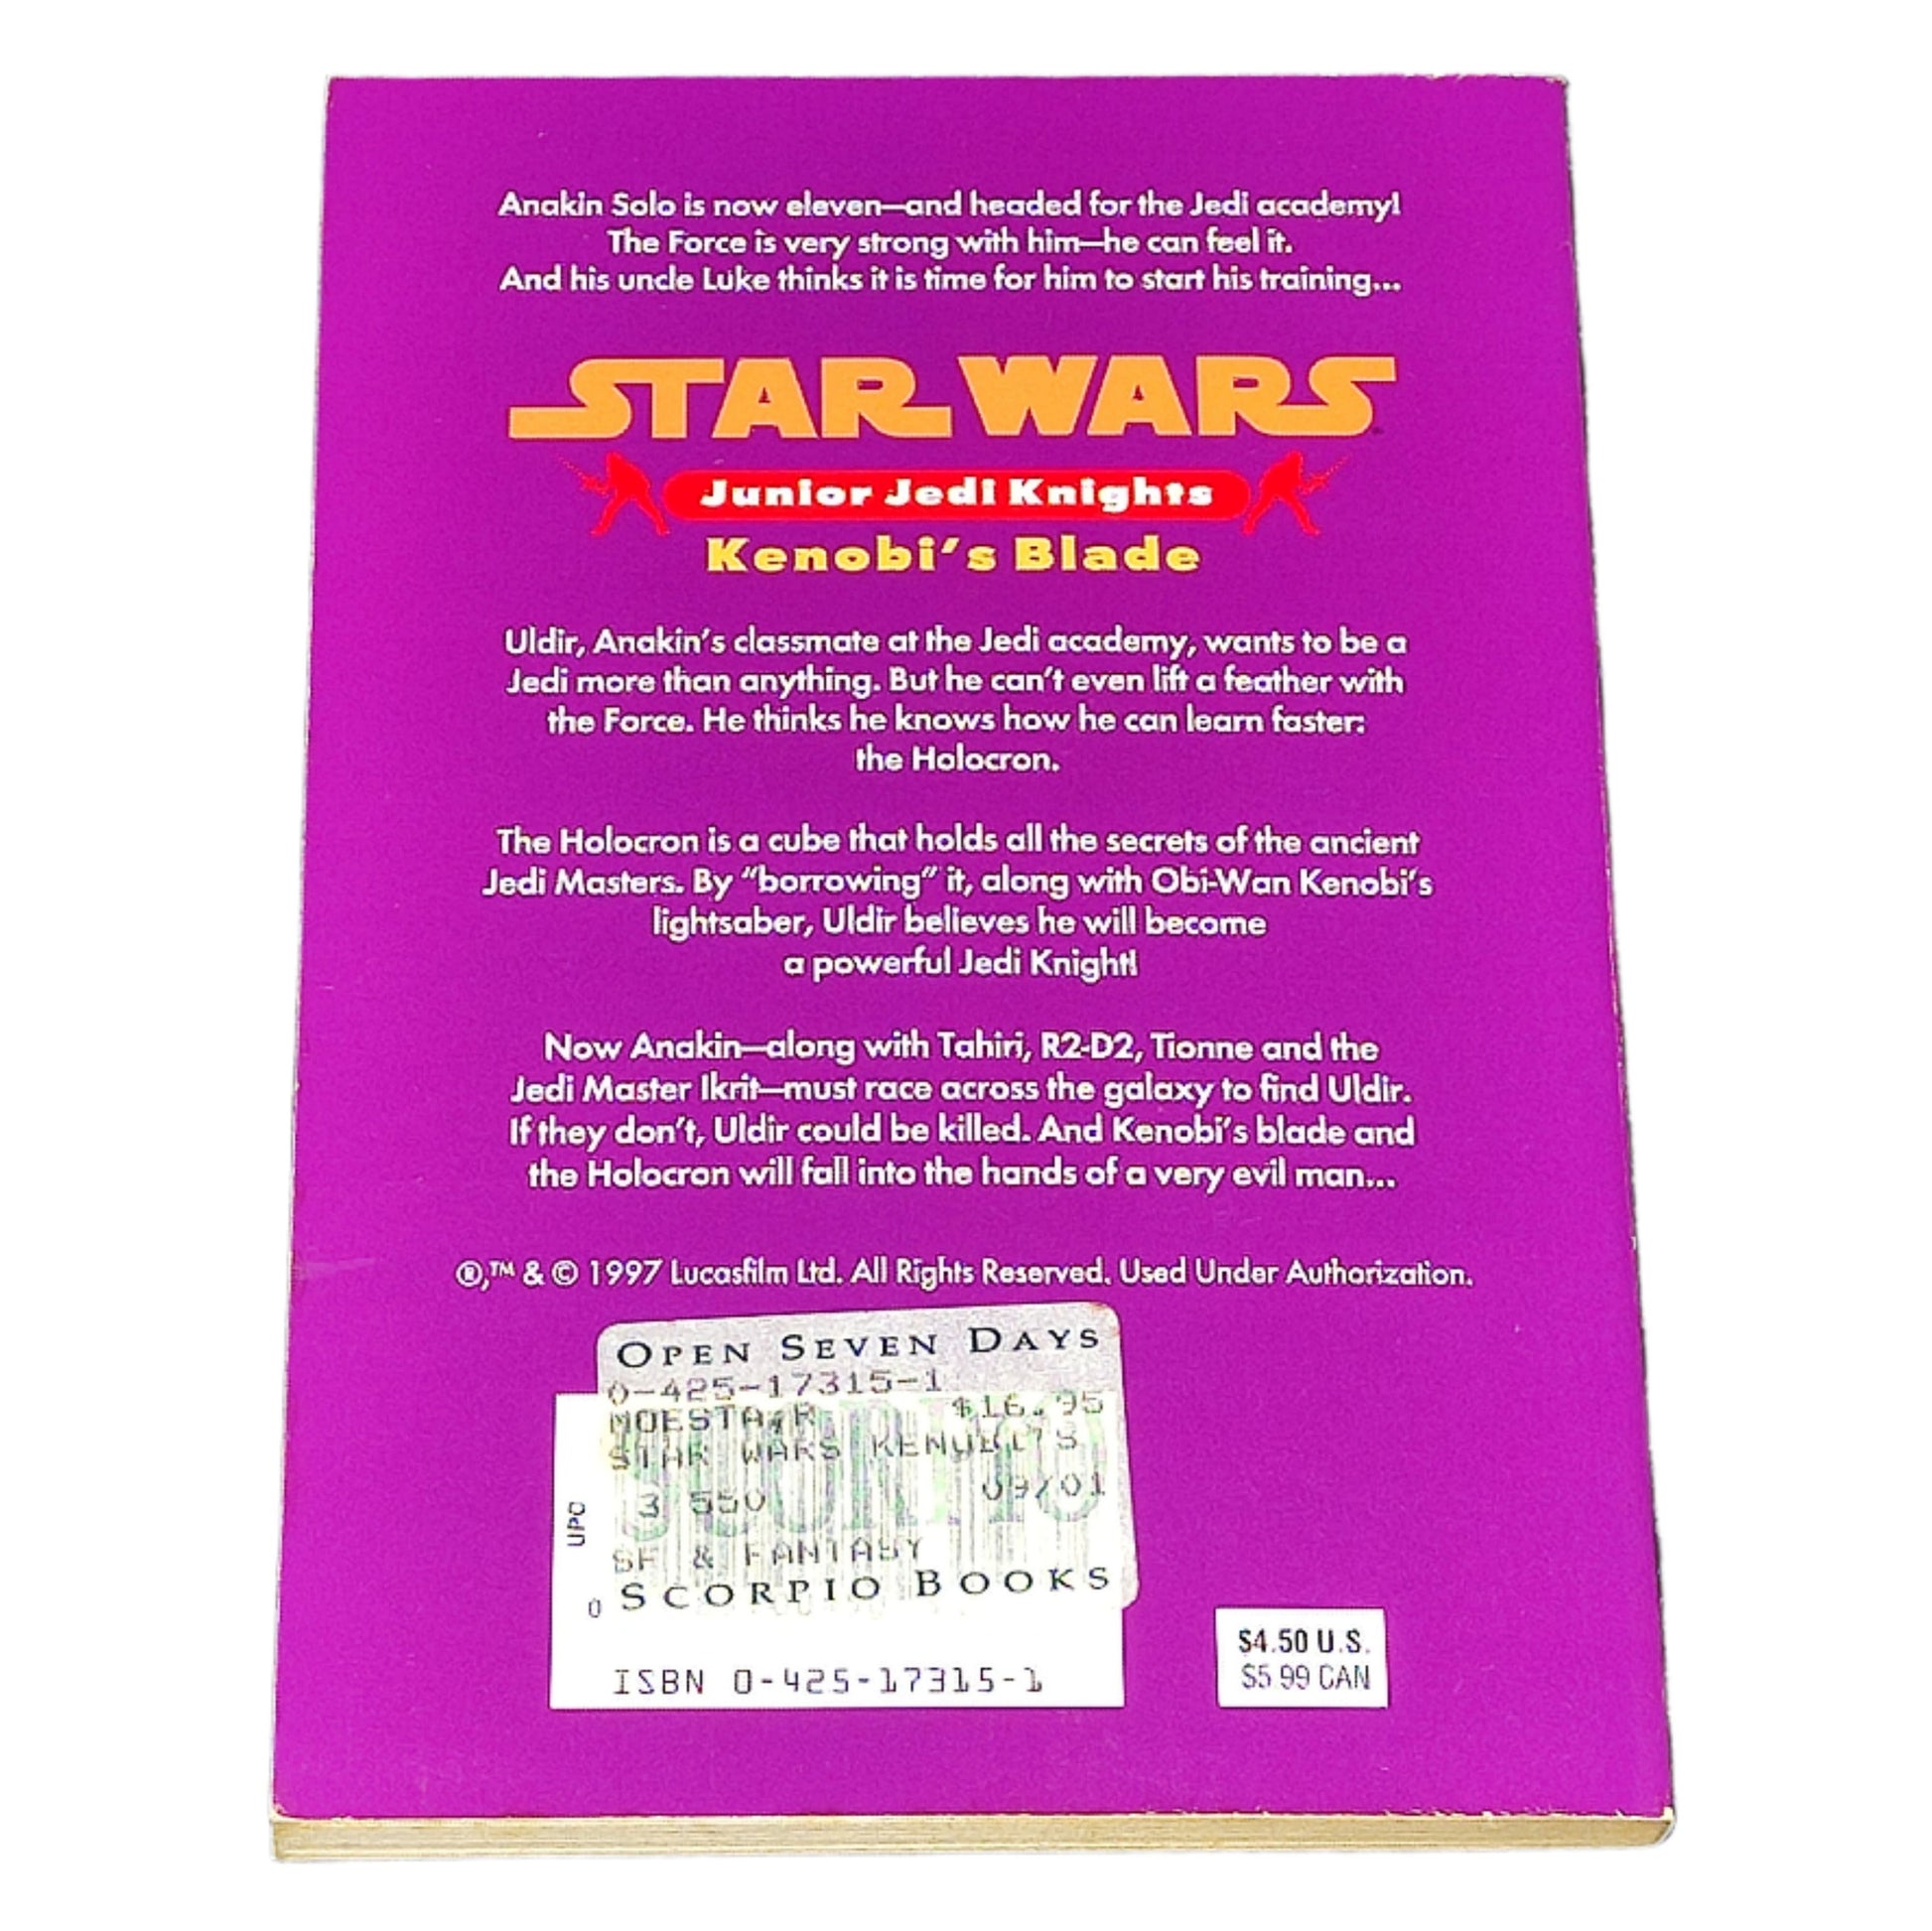 Anakin Solo is now eleven—and headed for the Jedi academy!
The Force is very strong with him—he can feel it.
And his uncle Luke thinks it is time for him to start his training...
STAR WARS
Junior Jedi Knights
Kenobi's Blade
Uldir, Anakin's classmate at the Jedi academy, wants to be a
Jedi more than anything. But he can't even lift a feather with
the Force. He thinks he knows how he can learn faster:
the Holocron.
The Holocron is a cube that holds all the secrets of the ancient
Jedi Masters. By "borrowing" it, along with Obi-Wan Kenobi's
lightsaber, Uldir believes he will become
a powerful Jedi Knight!
Now Anakin—along with Tahiri, R2-D2, Tionne and the
Jedi Master Ikrit—must race across the galaxy to find Uldir.
If they don't, Uldir could be killed. And Kenobi's blade and
the Holocron will fall into the hands of a very evil man...
®,™ & © 1997 Lucasfilm Ltd. All Rights Reserved. Used Under Authorization.
OPEN SEVEN DAYS
0-425-17315-1
MOESTA,R $16.95
STAR WARS KENOBI'S
3 550 09/01
SF & FANTASY
SCORPIO BOOKS
UPC
0
ISBN 0-425-17315-1
$4.50 U.S.
$5.99 CAN